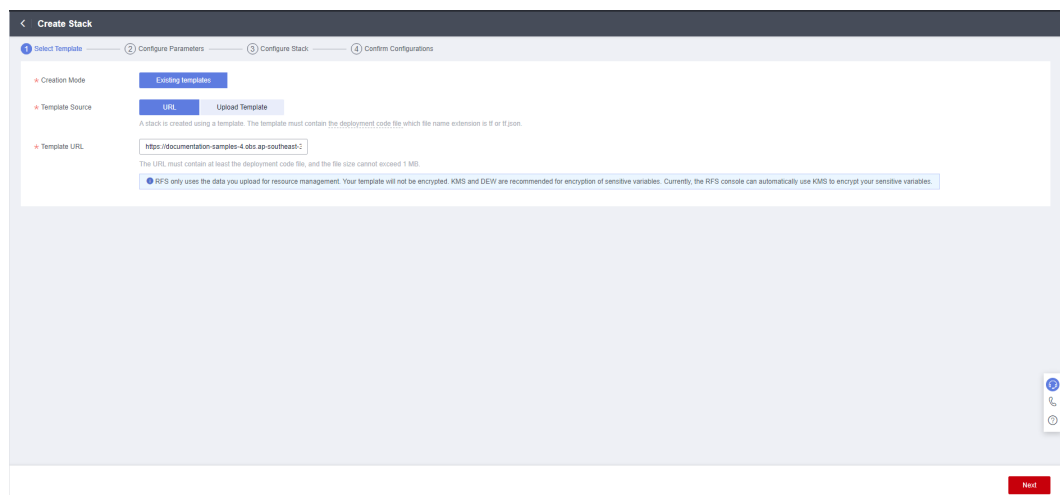 Create Stack
1 Select Template 2 Configure Parameters 3 Configure Stack 4 Confirm Configurations
* Creation Mode Existing templates
* Template Source URL Upload Template
A stack is created using a template. The template must contain the deployment code file which file name extension is tf or tf.json.
* Template URL https://documentation-samples-4.obs.ap-southeast-3
The URL must contain at least the deployment code file, and the file size cannot exceed 1 MB.
RFS only uses the data you upload for resource management. Your template will not be encrypted. KMS and DEW are recommended for encryption of sensitive variables. Currently, the RFS console can automatically use KMS to encrypt your sensitive variables.
Next